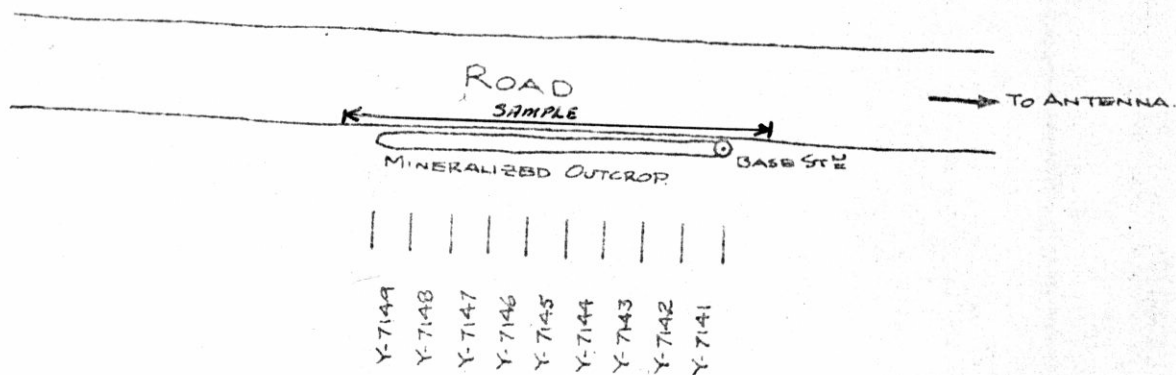 ROAD
TO ANTENNA.
SAMPLE
BASE STN
MINERALIZED OUTCROP.
Y-7149
Y-7148
Y-7147
Y-7146
Y-7145
Y-7144
Y-7143
Y-7142
Y-7141